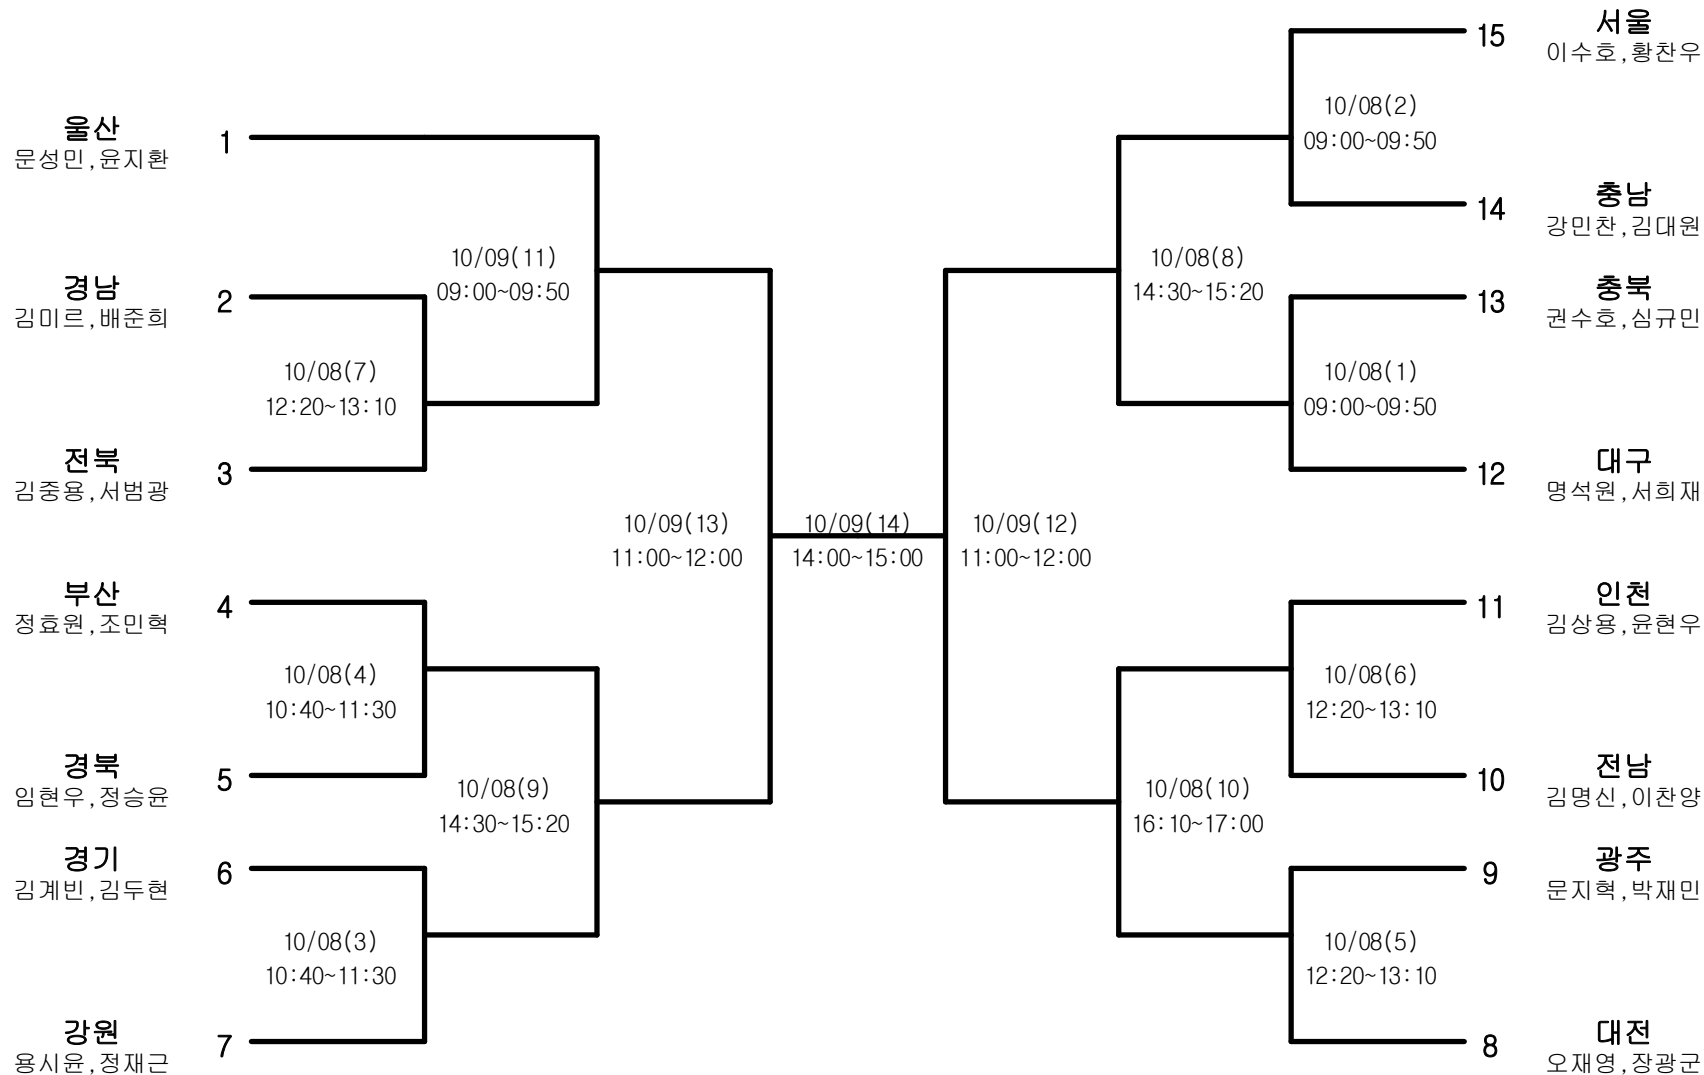 울산
문성민,윤지환
1
경남
김미르,배준희
2
10/08(7)
12:20~13:10
전북
김중용,서범광
3
10/09(11)
09:00~09:50
부산
정효원,조민혁
4
10/08(4)
10:40~11:30
경북
임현우,정승윤
5
10/08(9)
14:30~15:20
경기
김계빈,김두현
6
10/08(3)
10:40~11:30
강원
용시윤,정재근
7
10/09(13)
11:00~12:00
10/09(14)
14:00~15:00
10/09(12)
11:00~12:00
15
서울
이수호,황찬우
10/08(2)
09:00~09:50
14
충남
강민찬,김대원
10/08(8)
14:30~15:20
13
충북
권수호,심규민
10/08(1)
09:00~09:50
12
대구
명석원,서희재
11
인천
김상용,윤현우
10/08(6)
12:20~13:10
10
전남
김명신,이찬양
10/08(10)
16:10~17:00
9
광주
문지혁,박재민
10/08(5)
12:20~13:10
8
대전
오재영,장광군